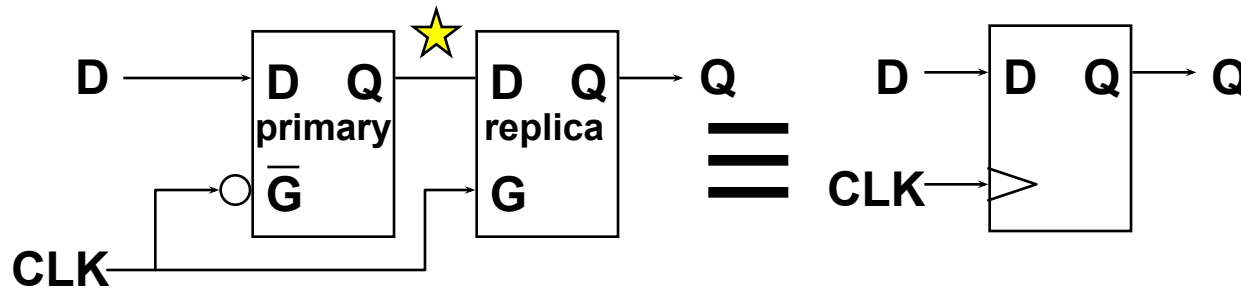 D D Q D Q Q
primary replica
G̅ G
CLK
D D Q Q
CLK